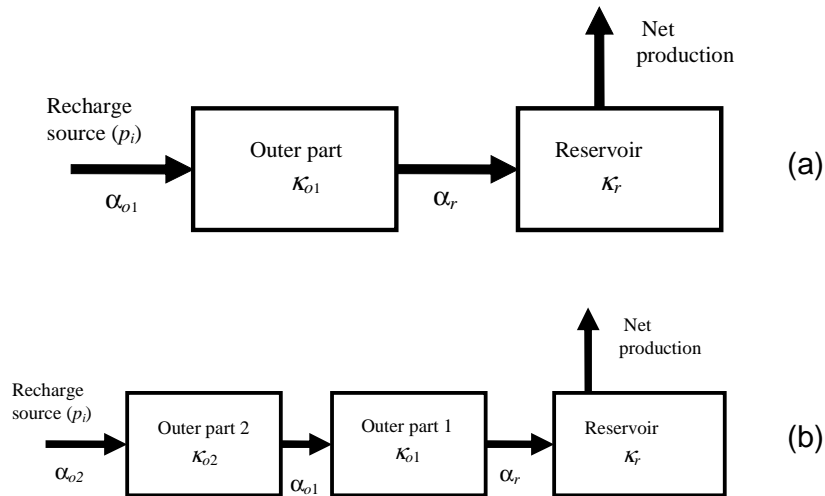 Net
production
Recharge
source (pi)
Outer part
κo1
Reservoir
κr
αo1
αr
(a)
Net
production
Recharge
source (pi)
Outer part 2
κo2
Outer part 1
κo1
Reservoir
κr
αo2
αo1
αr
(b)